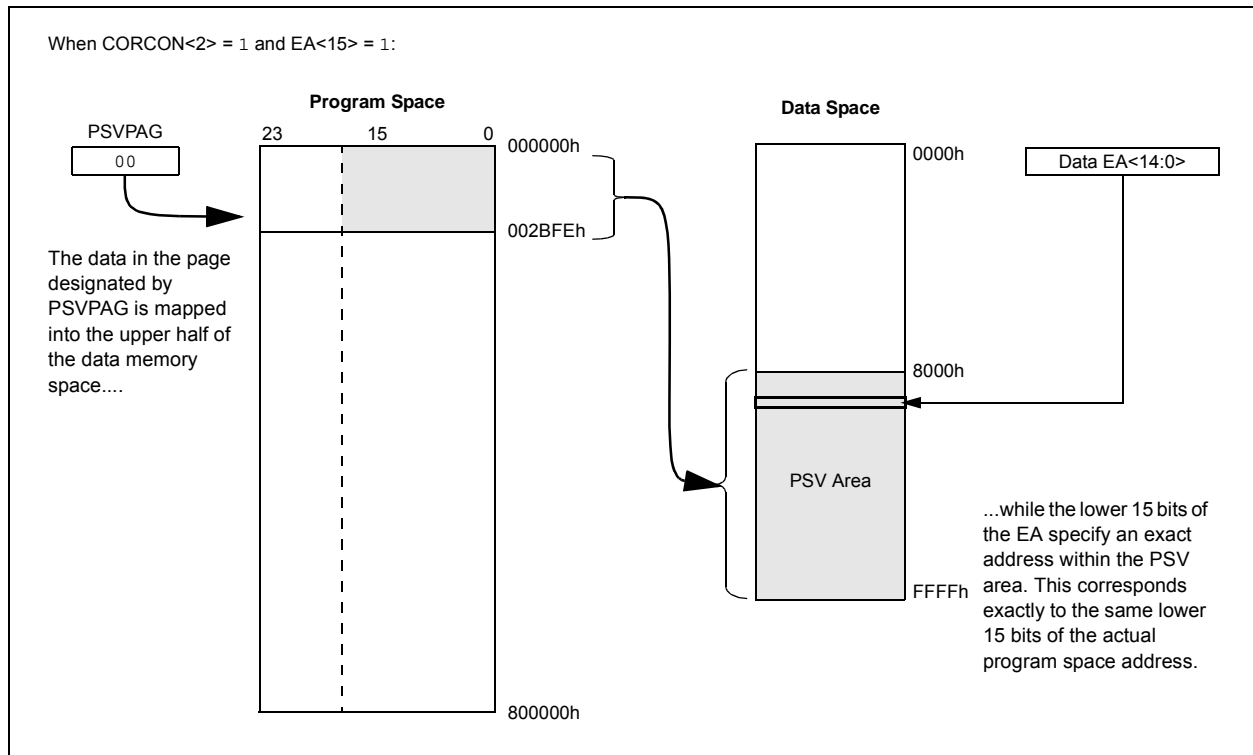 When CORCON<2> = 1 and EA<15> = 1:
Program Space
Data Space
PSVPAG
23
15
0
000000h
0000h
00
Data EA<14:0>
002BFEh
The data in the page
designated by
PSVPAG is mapped
into the upper half of
the data memory
space....
8000h
PSV Area
...while the lower 15 bits of
the EA specify an exact
address within the PSV
area. This corresponds
exactly to the same lower
15 bits of the actual
program space address.
FFFFh
800000h